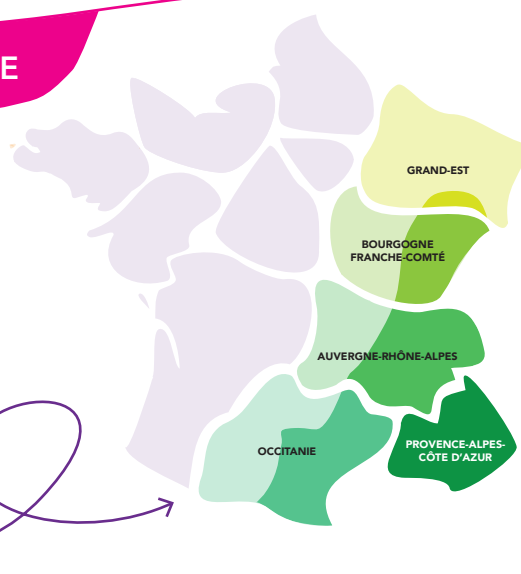 E
GRAND-EST
BOURGOGNE
FRANCHE-COMTÉ
AUVERGNE-RHÔNE-ALPES
OCCITANIE
PROVENCE-ALPES-
CÔTE D'AZUR